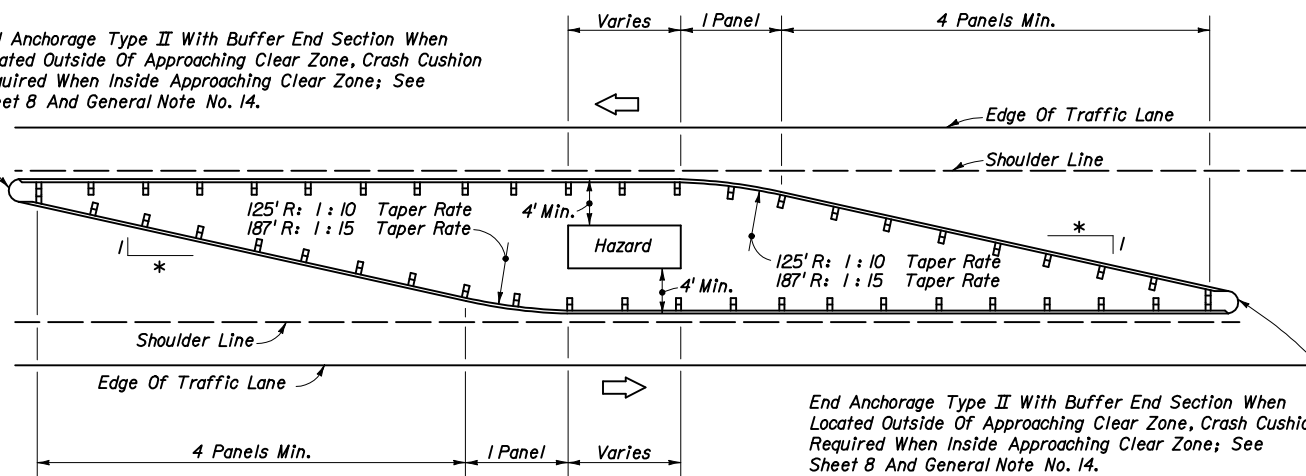 Varies
1 Panel
4 Panels Min.
Anchorage Type II With Buffer End Section When
Outside Of Approaching Clear Zone, Crash Cushion
When Inside Approaching Clear Zone; See
8 And General Note No. 14.
Edge Of Traffic Lane
Shoulder Line
125' R: 1 : 10 Taper Rate
187' R: 1 : 15 Taper Rate
4' Min.
Hazard
1
*
*
1
125' R: 1 : 10 Taper Rate
187' R: 1 : 15 Taper Rate
4' Min.
Shoulder Line
Edge Of Traffic Lane
End Anchorage Type II With Buffer End Section When
Located Outside Of Approaching Clear Zone, Crash Cushio
Required When Inside Approaching Clear Zone; See
Sheet 8 And General Note No. 14.
4 Panels Min.
1 Panel
Varies